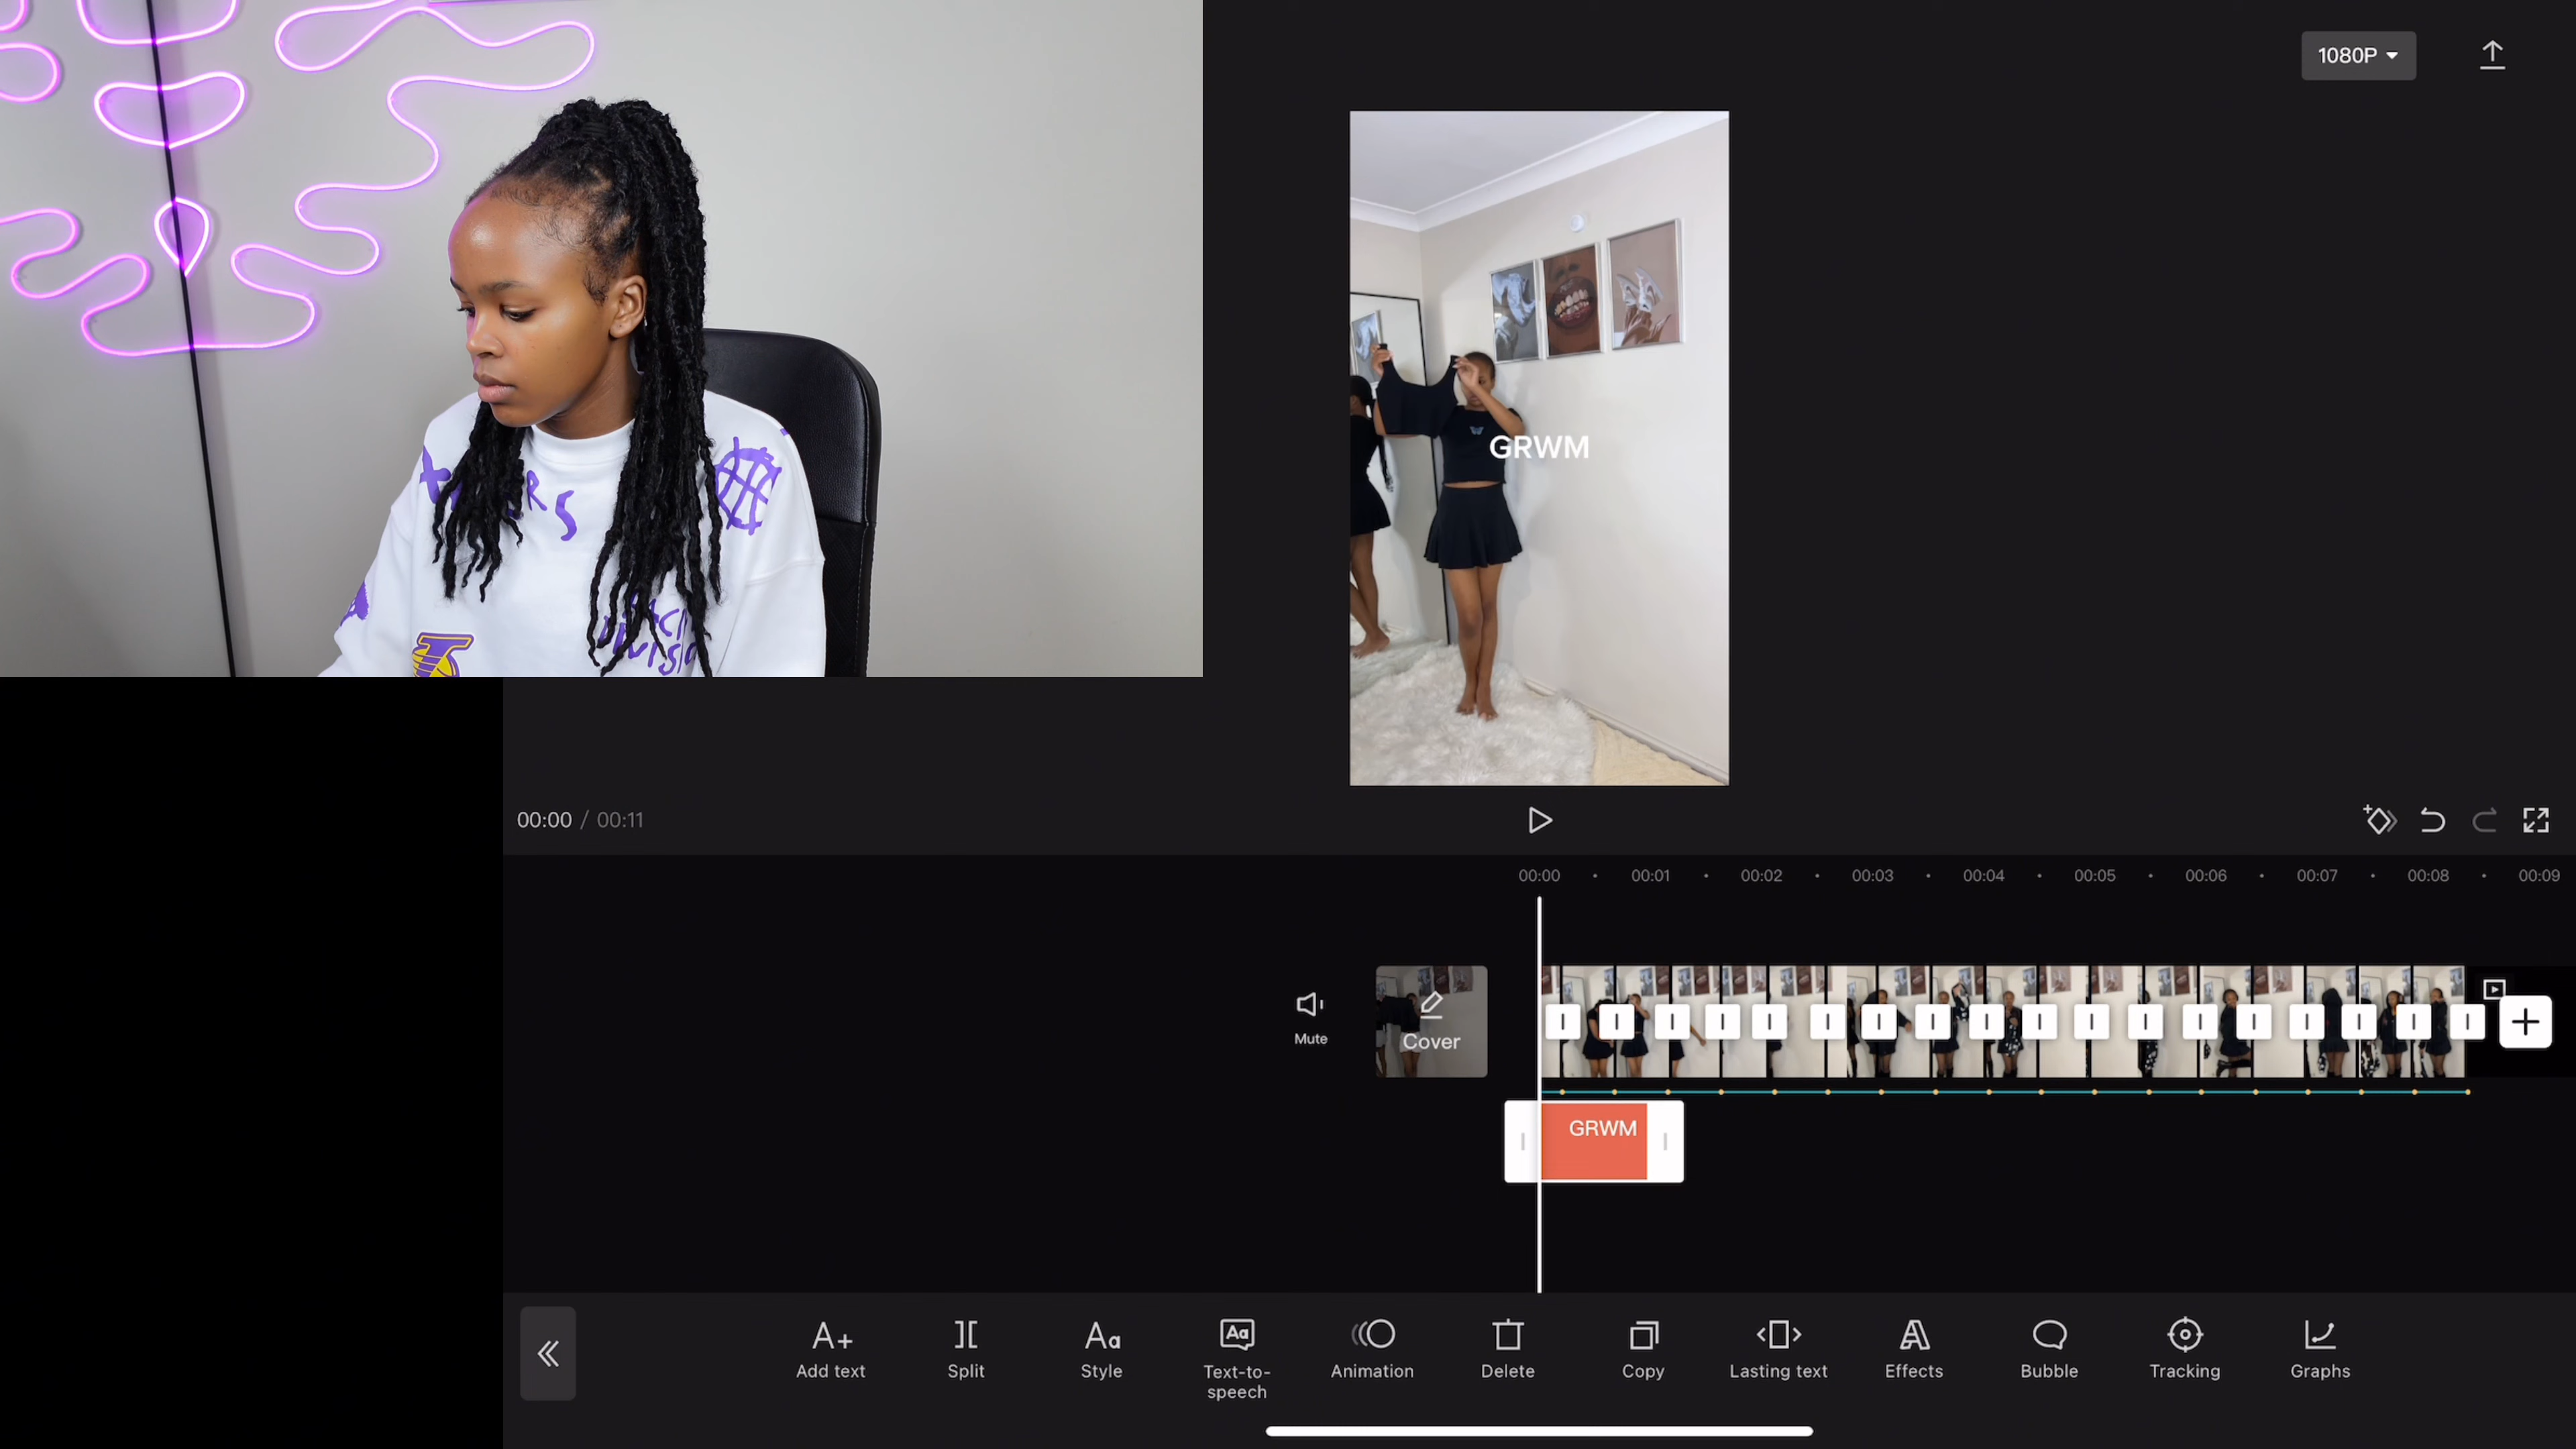 1080P
GRWM
00:00 / 00:11
00:00 00:01 00:02 00:03 00:04 00:05 00:06 00:07 00:08 00:09
Mute
Cover
GRWM
Add text
Split
Style
Text-to-
speech
Animation
Delete
Copy
Lasting text
Effects
Bubble
Tracking
Graphs